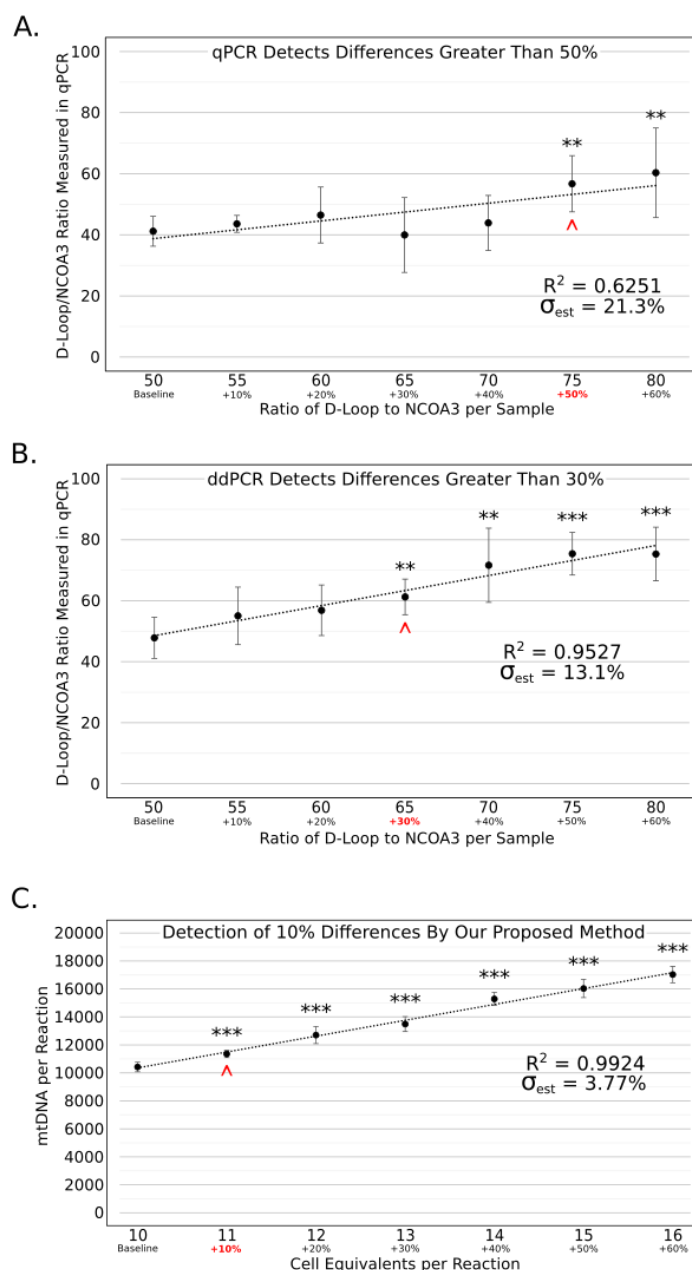 A.
qPCR Detects Differences Greater Than 50%
D-Loop/NCOA3 Ratio Measured in qPCR
100
80
60
40
20
0
**
**
^
R² = 0.6251
σest = 21.3%
50 55 60 65 70 75 80
Baseline +10% +20% +30% +40% +50% +60%
Ratio of D-Loop to NCOA3 per Sample
B.
ddPCR Detects Differences Greater Than 30%
D-Loop/NCOA3 Ratio Measured in qPCR
100
80
60
40
20
0
** ** *** ***
^
R² = 0.9527
σest = 13.1%
50 55 60 65 70 75 80
Baseline +10% +20% +30% +40% +50% +60%
Ratio of D-Loop to NCOA3 per Sample
C.
Detection of 10% Differences By Our Proposed Method
mtDNA per Reaction
20000
18000
16000
14000
12000
10000
8000
6000
4000
2000
0
*** *** *** *** *** ***
^
R² = 0.9924
σest = 3.77%
10 11 12 13 14 15 16
Baseline +10% +20% +30% +40% +50% +60%
Cell Equivalents per Reaction